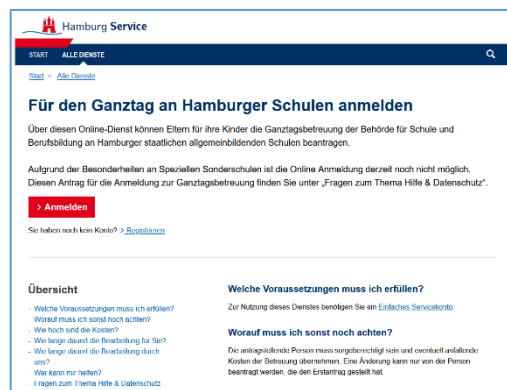 Hamburg Service
START ALLE DIENSTE
Start > Alle Dienste
Für den Ganztag an Hamburger Schulen anmelden
Über diesen Online-Dienst können Eltern für ihre Kinder die Ganztagsbetreuung der Behörde für Schule und
Berufsbildung an Hamburger staatlichen allgemeinbildenden Schulen beantragen.
Aufgrund der Besonderheiten an Speziellen Sonderschulen ist die Online Anmeldung derzeit noch nicht möglich.
Diesen Antrag für die Anmeldung zur Ganztagsbetreuung finden Sie unter „Fragen zum Thema Hilfe & Datenschutz".
> Anmelden
Sie haben noch kein Konto? > Registrieren
Übersicht
- Welche Voraussetzungen muss ich erfüllen?
Worauf muss ich sonst noch achten?
- Wie hoch sind die Kosten?
- Wie lange dauert die Bearbeitung für Sie?
- Wie lange dauert die Bearbeitung durch
uns?
- Wer kann mir helfen?
- Fragen zum Thema Hilfe & Datenschutz
Welche Voraussetzungen muss ich erfüllen?
Zur Nutzung dieses Dienstes benötigen Sie ein Einfaches Servicekonto.
Worauf muss ich sonst noch achten?
Die antragstellende Person muss sorgeberechtigt sein und eventuell anfallende
Kosten der Betreuung übernehmen. Eine Änderung kann nur von der Person
beantragt werden, die den Erstantrag gestellt hat.